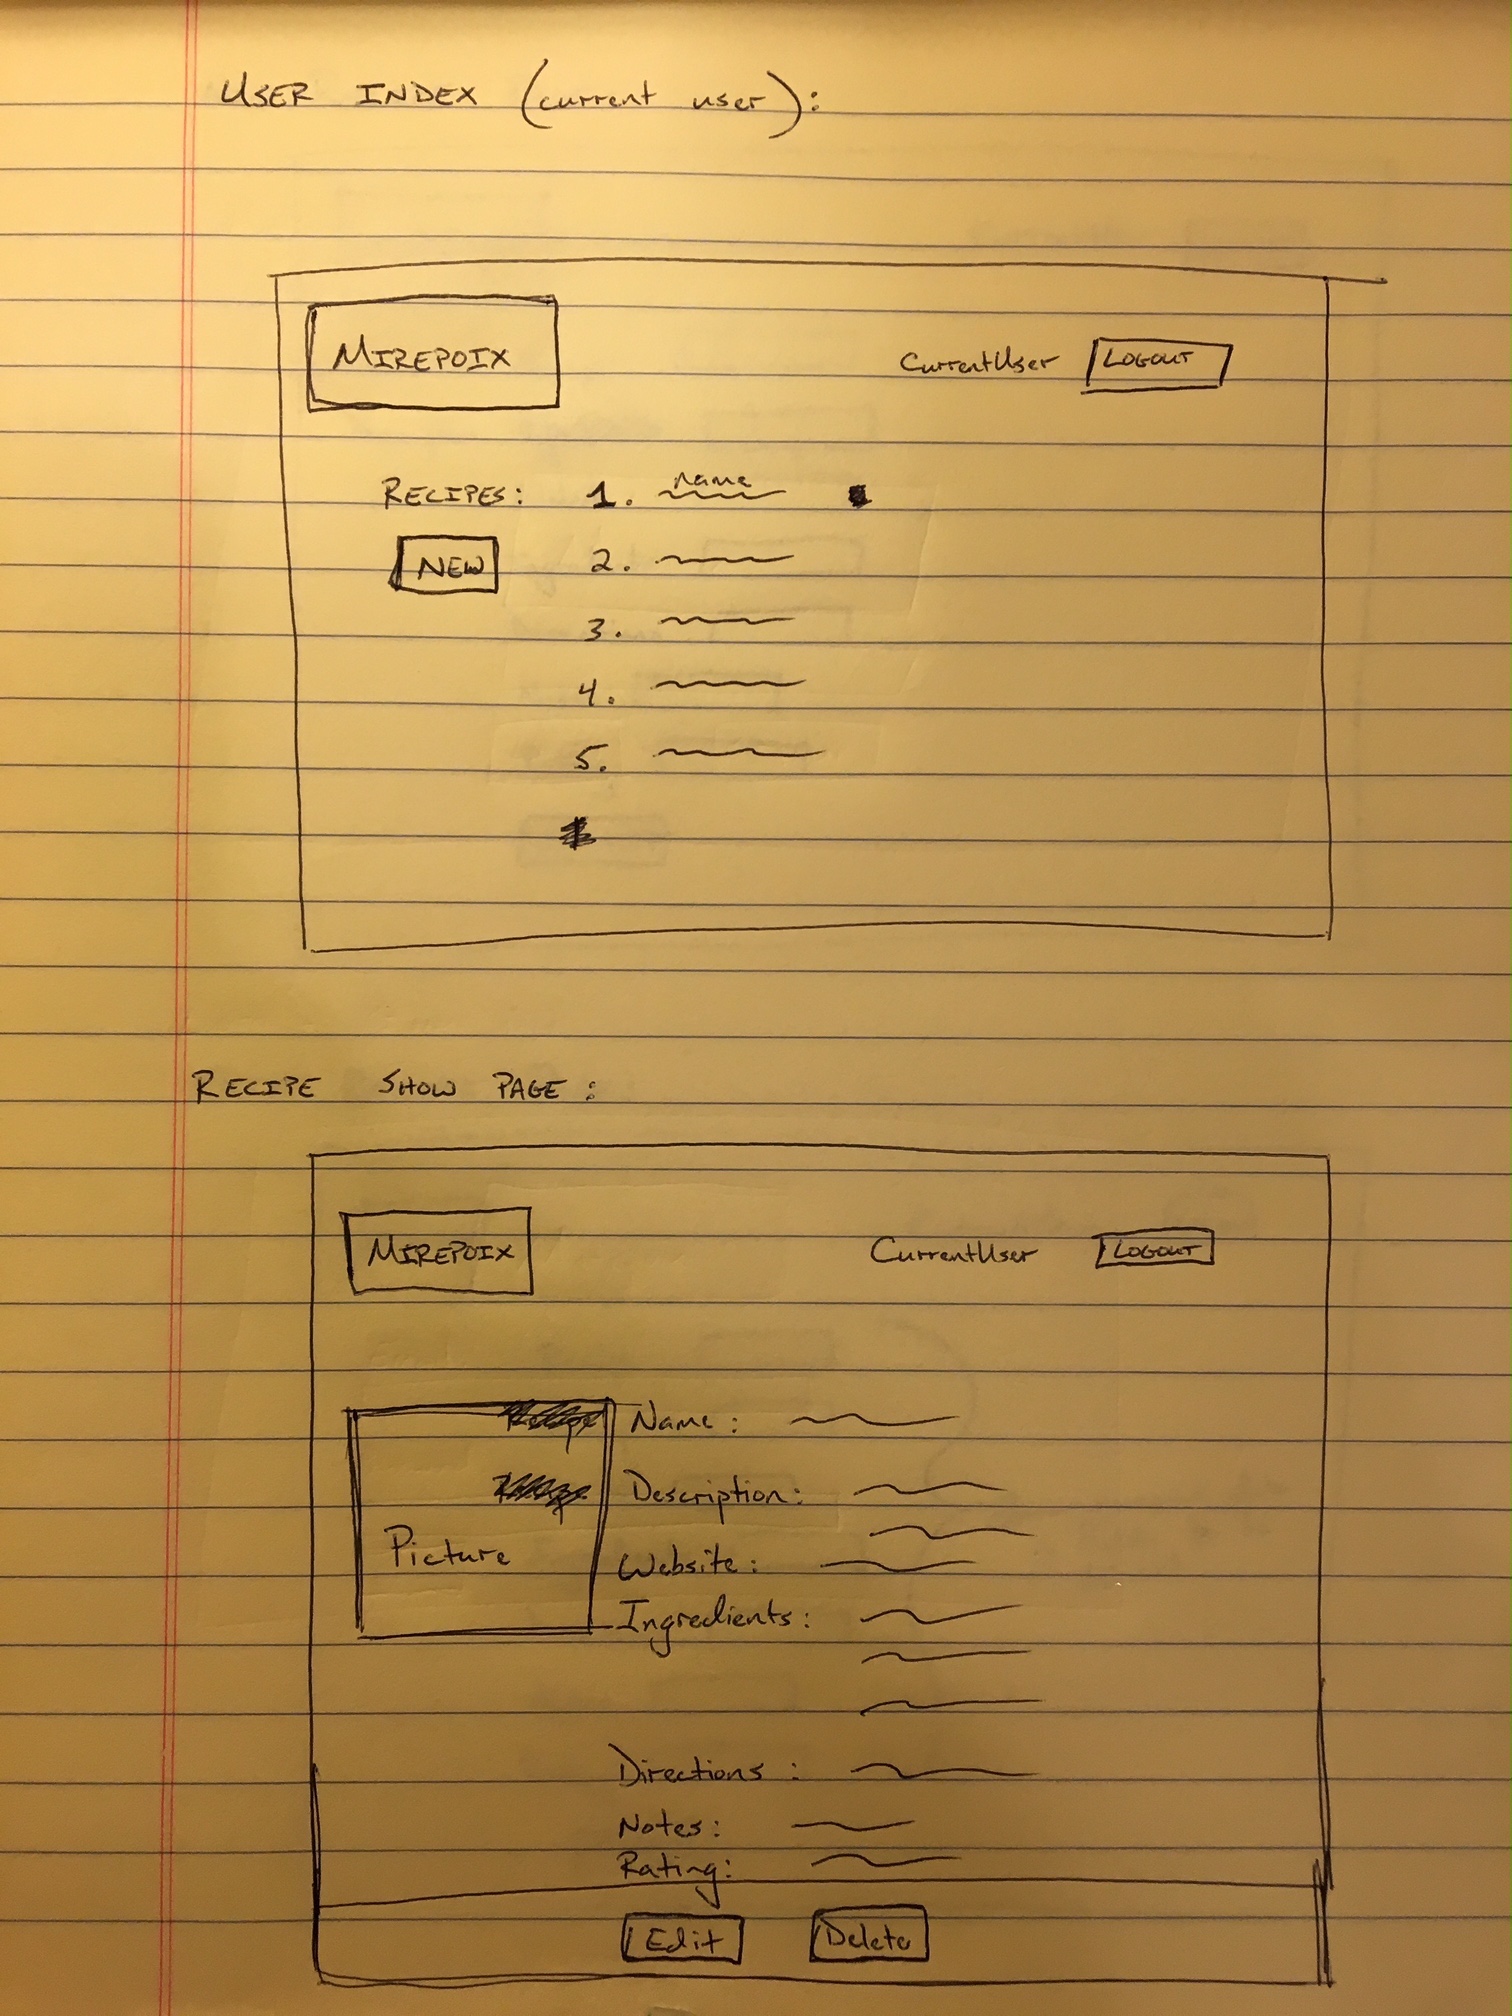 USER INDEX (current user):
MIREPOIX
CurrentUser LOGOUT
RECIPES: 1. name
NEW 2.
3.
4.
5.
RECIPE SHOW PAGE:
MIREPOIX CurrentUser LOGOUT
Name:
Description:
Picture
Website:
Ingredients:
Directions:
Notes:
Rating:
Edit Delete